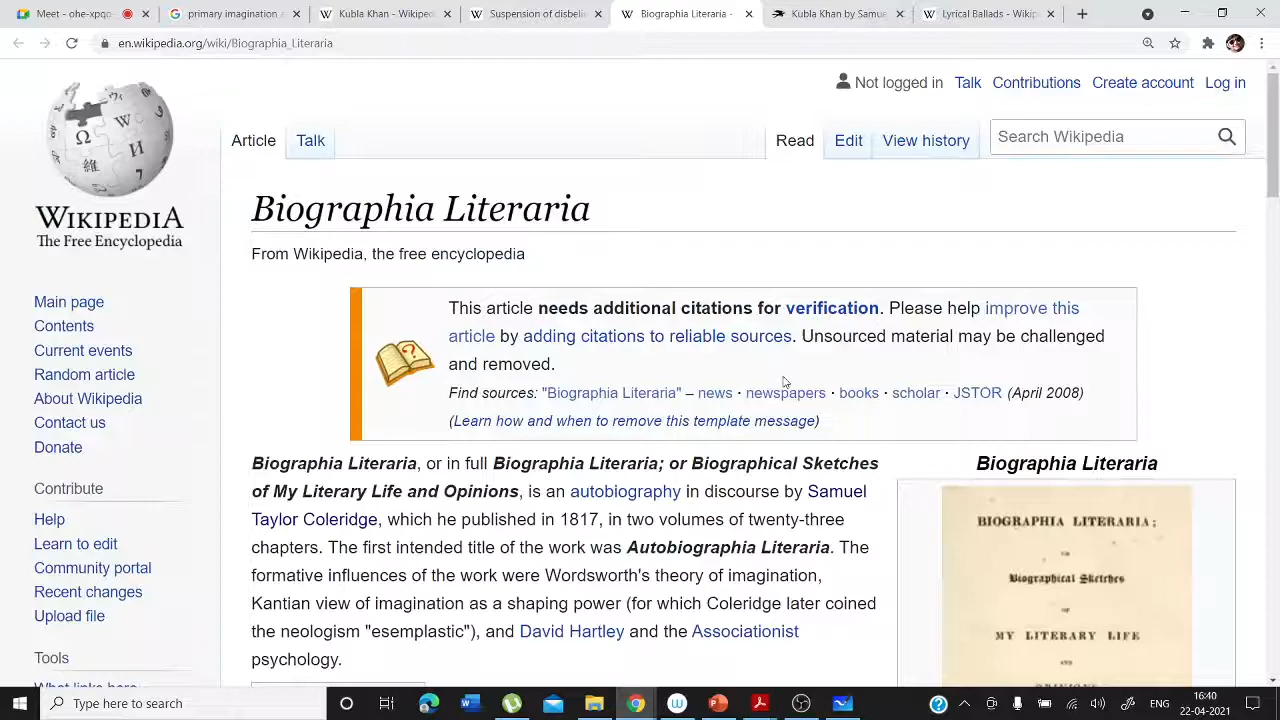 Meet - ohe-xpqo-
primary imagination a
Kubla Khan - Wikiped
Suspension of disbelie
Biographia Literaria -
Kubla Khan by Samue
Lyrical Ballads - Wikip
en.wikipedia.org/wiki/Biographia_Literaria
Not logged in Talk Contributions Create account Log in
Article Talk Read Edit View history Search Wikipedia
WIKIPEDIA
The Free Encyclopedia
Main page
Contents
Current events
Random article
About Wikipedia
Contact us
Donate
Contribute
Help
Learn to edit
Community portal
Recent changes
Upload file
Tools
What links here
Biographia Literaria
From Wikipedia, the free encyclopedia
This article needs additional citations for verification. Please help improve this
article by adding citations to reliable sources. Unsourced material may be challenged
and removed.
Find sources: "Biographia Literaria" – news · newspapers · books · scholar · JSTOR (April 2008)
(Learn how and when to remove this template message)
Biographia Literaria, or in full Biographia Literaria; or Biographical Sketches
of My Literary Life and Opinions, is an autobiography in discourse by Samuel
Taylor Coleridge, which he published in 1817, in two volumes of twenty-three
chapters. The first intended title of the work was Autobiographia Literaria. The
formative influences of the work were Wordsworth's theory of imagination,
Kantian view of imagination as a shaping power (for which Coleridge later coined
the neologism "esemplastic"), and David Hartley and the Associationist
psychology.
Biographia Literaria
BIOGRAPHIA LITERARIA;
OR
Biographical Sketches
OF
MY LITERARY LIFE
AND
OPINIONS
Type here to search
ENG
16:40
22-04-2021